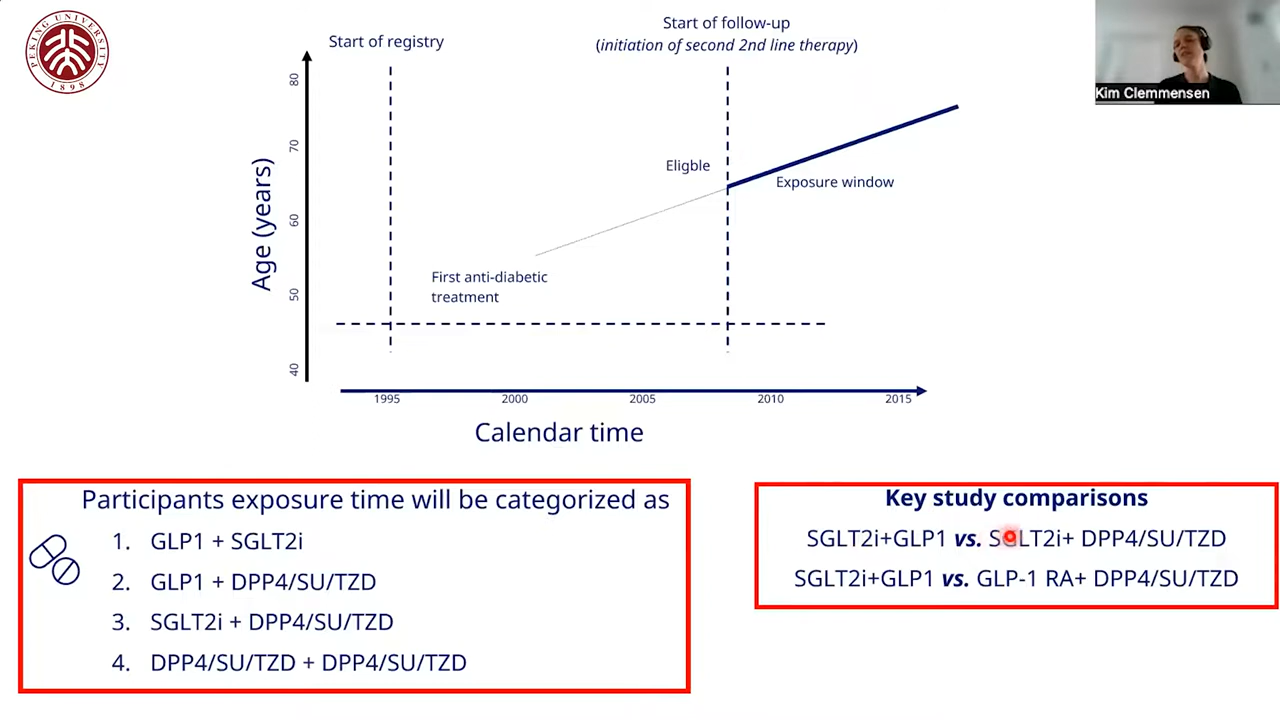 PEKING UNIVERSITY
1898
Start of registry
Start of follow-up
(initiation of second 2nd line therapy)
Kim Clemmensen
Age (years)
80
70
60
50
40
Eligble
Exposure window
First anti-diabetic
treatment
1995
2000
2005
2010
2015
Calendar time
Participants exposure time will be categorized as
1. GLP1 + SGLT2i
2. GLP1 + DPP4/SU/TZD
3. SGLT2i + DPP4/SU/TZD
4. DPP4/SU/TZD + DPP4/SU/TZD
Key study comparisons
SGLT2i+GLP1 vs. SGLT2i+ DPP4/SU/TZD
SGLT2i+GLP1 vs. GLP-1 RA+ DPP4/SU/TZD